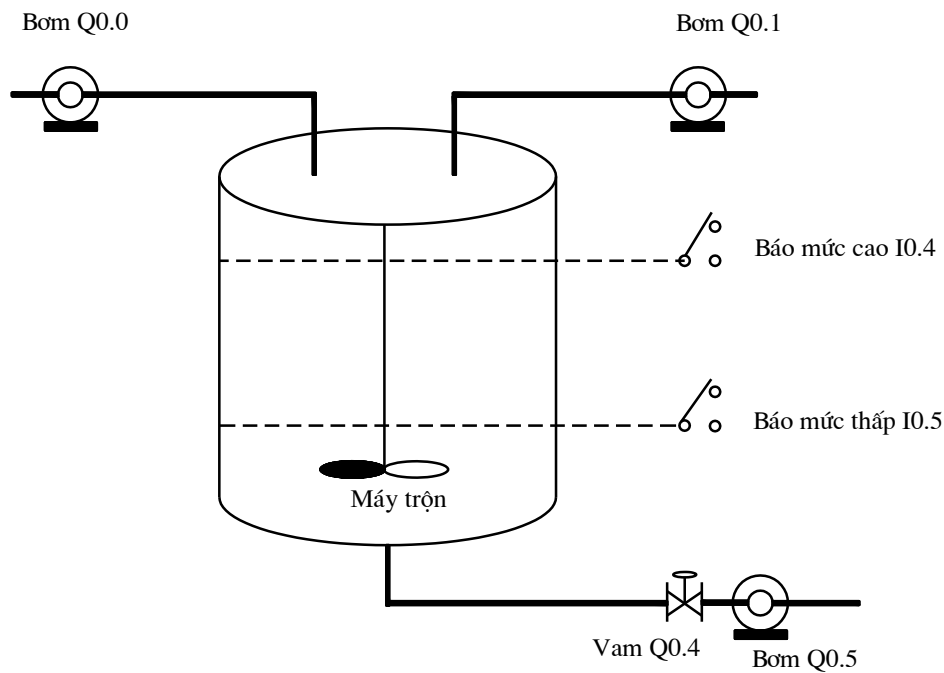 Bơm Q0.0
Bơm Q0.1
Báo mức cao I0.4
Báo mức thấp I0.5
Máy trộn
Vam Q0.4
Bơm Q0.5